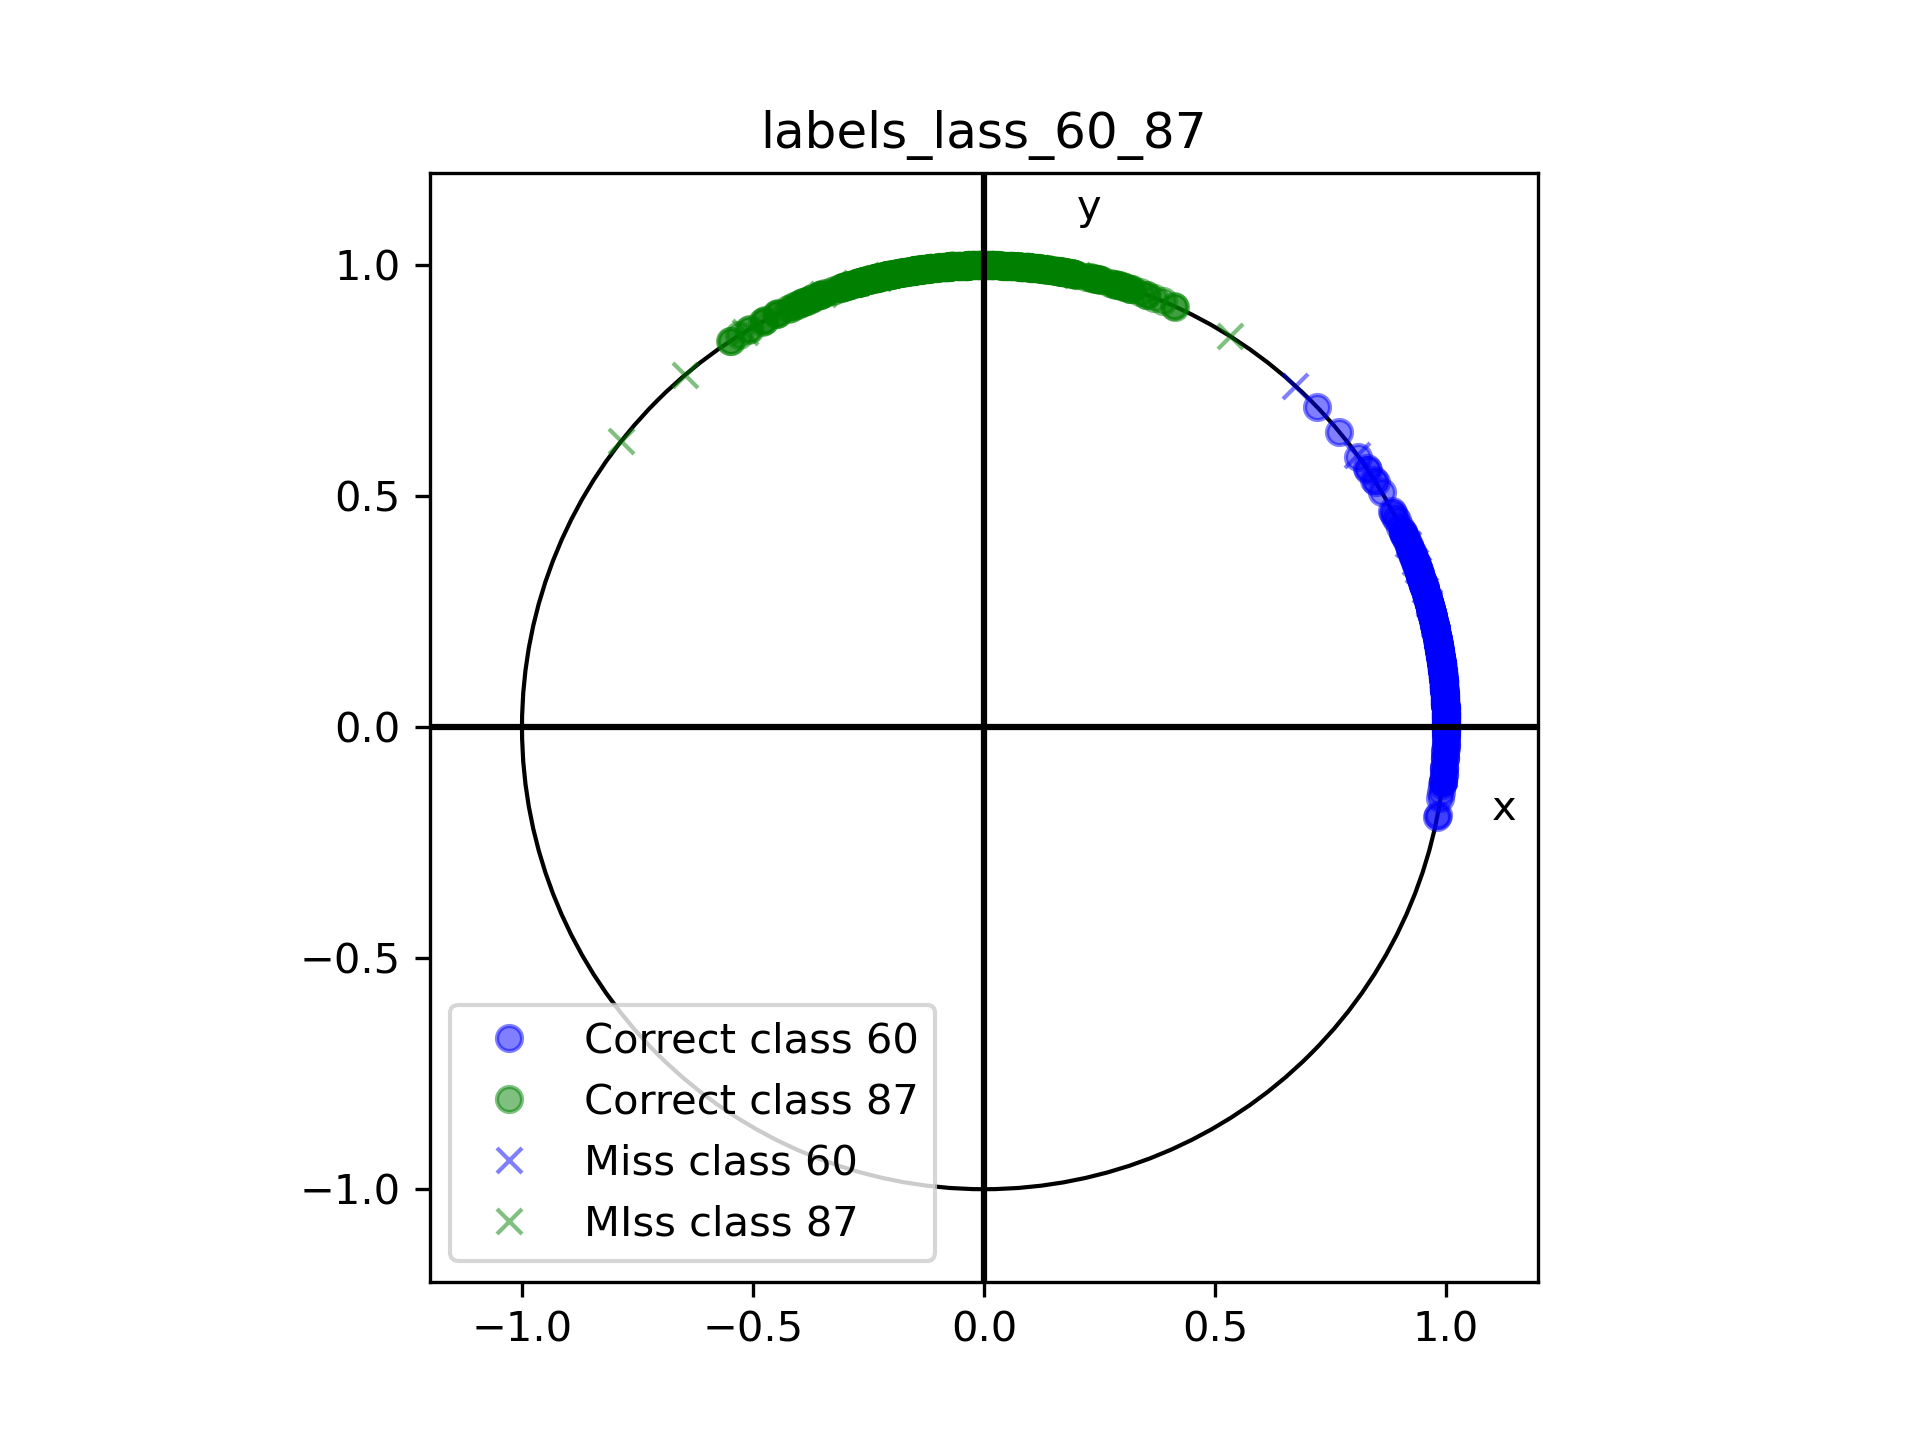 labels_lass_60_87
y
1.0
0.5
0.0
−0.5
−1.0
x
Correct class 60
Correct class 87
Miss class 60
MIss class 87
−1.0 −0.5 0.0 0.5 1.0